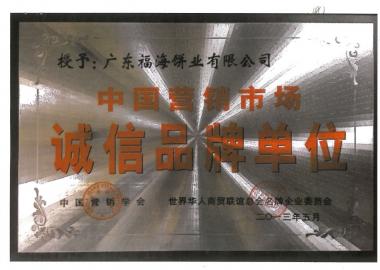 授予：广东福海饼业有限公司
中国营销市场
诚信品牌单位
中国营销学会 世界华人商贸联谊总会名牌企业委员会
二〇一三年五月